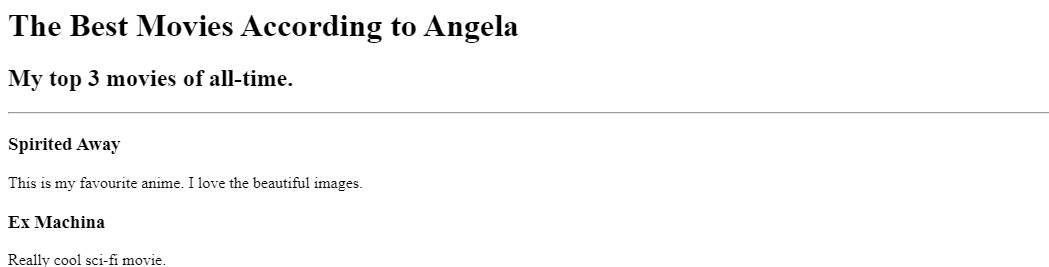 The Best Movies According to Angela
My top 3 movies of all-time.
Spirited Away
This is my favourite anime. I love the beautiful images.
Ex Machina
Really cool sci-fi movie.